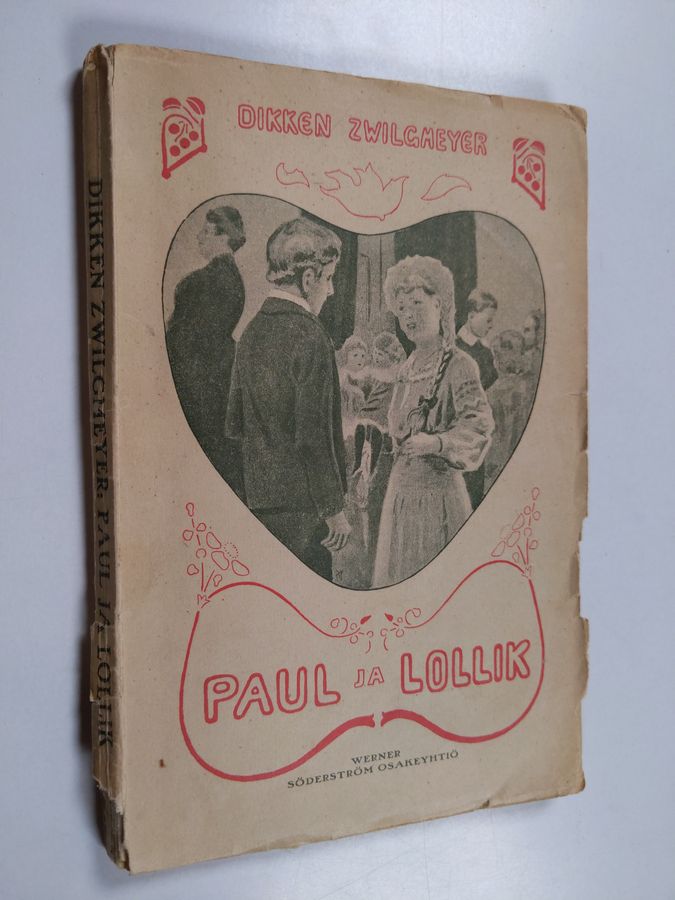 DIKKEN ZWILGMEYER
PAUL JA LOLLIK
WERNER
SÖDERSTRÖM OSAKEYHTIÖ
DIKKEN ZWILGMEYER: PAUL JA LOLLIK